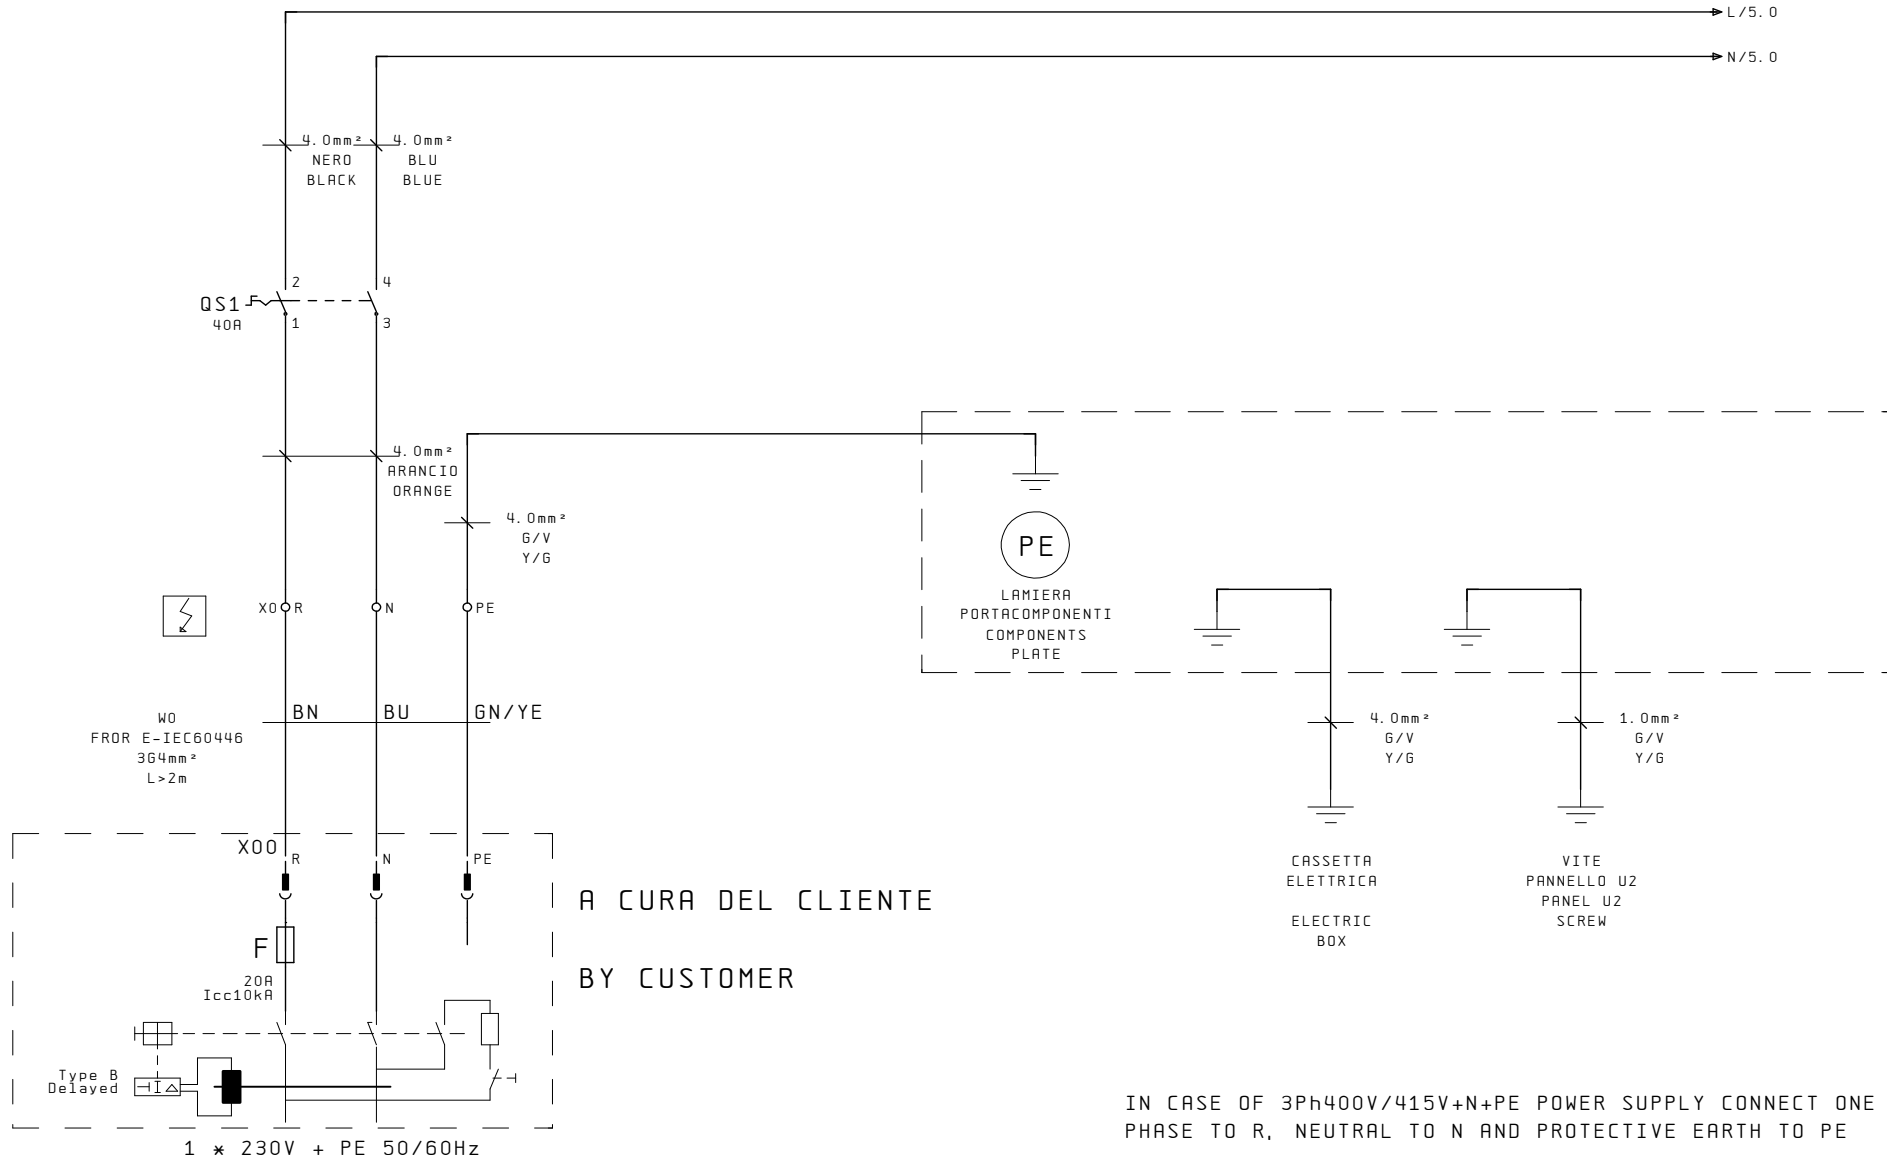 L/5.0
N/5.0
4.0mm²
NERO
BLACK
4.0mm²
BLU
BLUE
2
4
QS1
40A
1
3
4.0mm²
ARANCIO
ORANGE
4.0mm²
G/V
Y/G
PE
X0
R
N
PE
LAMIERA
PORTACOMPONENTI
COMPONENTS
PLATE
BN
BU
GN/YE
W0
FROR E-IEC60446
3G4mm²
L>2m
4.0mm²
G/V
Y/G
1.0mm²
G/V
Y/G
X00
R
N
PE
CASSETTA
ELETTRICA
ELECTRIC
BOX
VITE
PANNELLO U2
PANEL U2
SCREW
A CURA DEL CLIENTE
BY CUSTOMER
F
20A
Icc10kA
Type B
Delayed
I
1 * 230V + PE 50/60Hz
IN CASE OF 3Ph400V/415V+N+PE POWER SUPPLY CONNECT ONE
PHASE TO R, NEUTRAL TO N AND PROTECTIVE EARTH TO PE